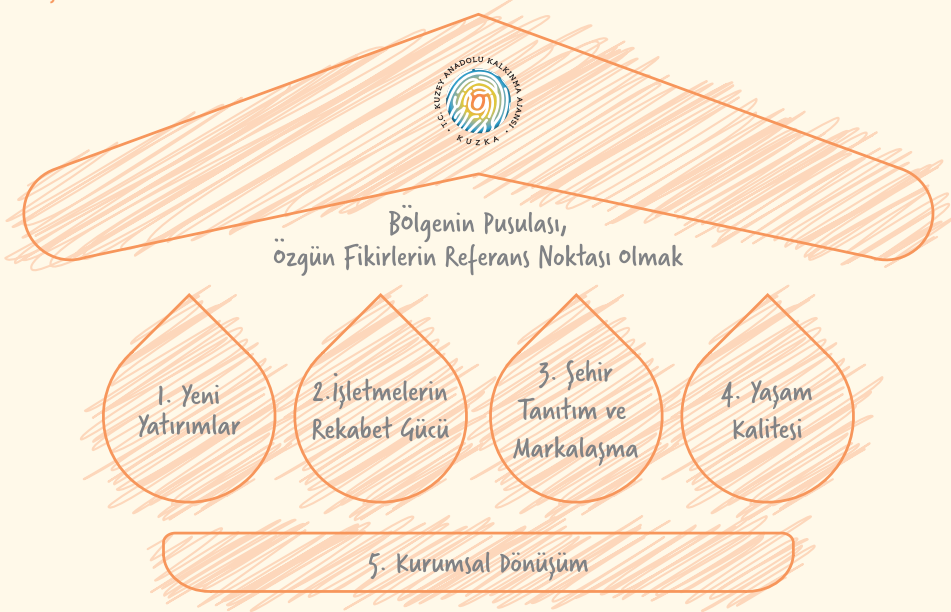 T.C. KUZEY ANADOLU KALKINMA AJANSI
KUZKA
Bölgenin Pusulası,
Özgün Fikirlerin Referans Noktası Olmak
1. Yeni
Yatırımlar
2.İşletmelerin
Rekabet Gücü
3. Şehir
Tanıtım ve
Markalaşma
4. Yaşam
Kalitesi
5. Kurumsal Dönüşüm